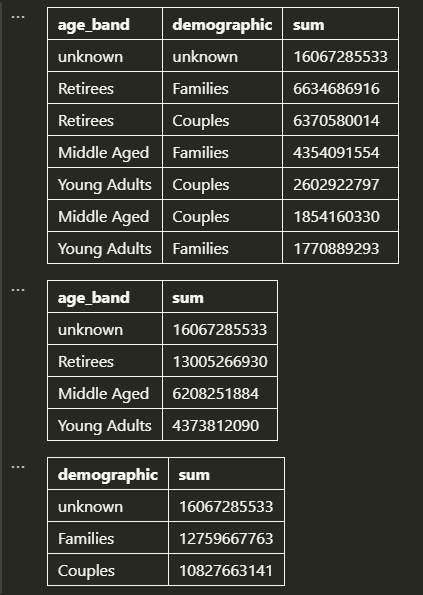 age_band demographic sum
unknown unknown 16067285533
Retirees Families 6634686916
Retirees Couples 6370580014
Middle Aged Families 4354091554
Young Adults Couples 2602922797
Middle Aged Couples 1854160330
Young Adults Families 1770889293
age_band sum
unknown 16067285533
Retirees 13005266930
Middle Aged 6208251884
Young Adults 4373812090
demographic sum
unknown 16067285533
Families 12759667763
Couples 10827663141